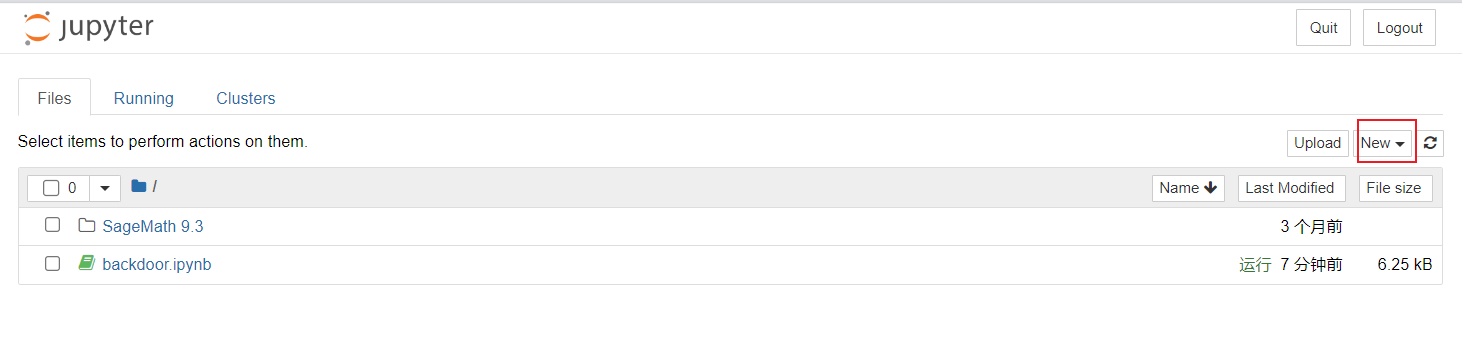 jupyter Quit Logout
Files Running Clusters
Select items to perform actions on them. Upload New
0 / Name Last Modified File size
SageMath 9.3 3 个月前
backdoor.ipynb 运行 7 分钟前 6.25 kB